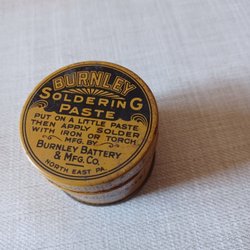 BURNLEY
SOLDERING
PASTE
PUT ON A LITTLE PASTE
THEN APPLY SOLDER
WITH IRON OR TORCH
MFG. BY
BURNLEY BATTERY
& MFG. CO.
NORTH EAST PA.